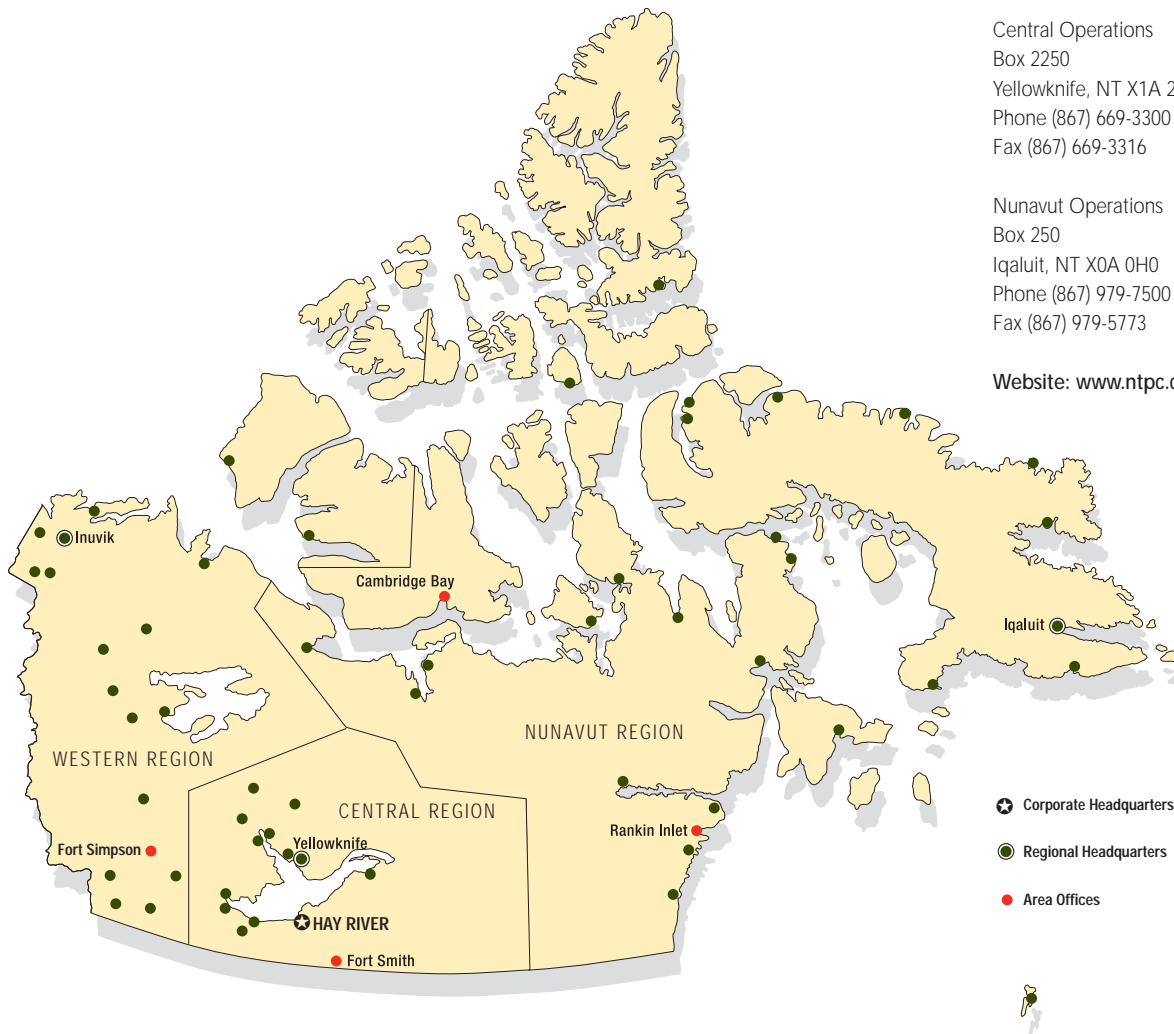 Central Operations
Box 2250
Yellowknife, NT X1A
Phone (867) 669-3300
Fax (867) 669-3316
Nunavut Operations
Box 250
Iqaluit, NT X0A 0H0
Phone (867) 979-7500
Fax (867) 979-5773
Website:
Inuvik
Cambridge Bay
Iqaluit
NUNAVUT REGION
WESTERN REGION
CENTRAL REGION
Corporate Headquarters
Rankin Inlet
Yellowknife
Fort Simpson
Regional Headquarters
Area Offices
HAY RIVER
Fort Smith